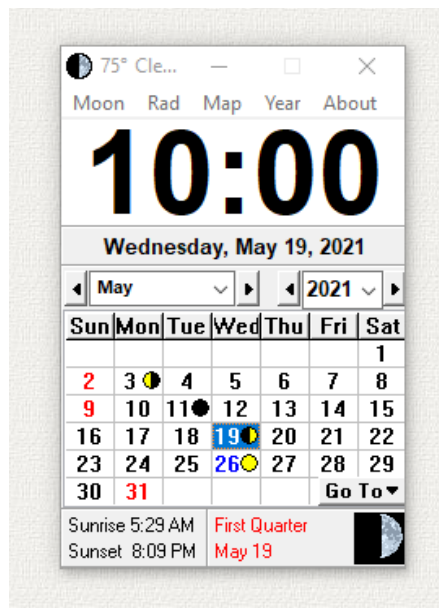 75° Cle...
Moon Rad Map Year About
10:00
Wednesday, May 19, 2021
May 2021
Sun Mon Tue Wed Thu Fri Sat
1
2 3 4 5 6 7 8
9 10 11 12 13 14 15
16 17 18 19 20 21 22
23 24 25 26 27 28 29
30 31 Go To
Sunrise 5:29 AM First Quarter
Sunset 8:09 PM May 19